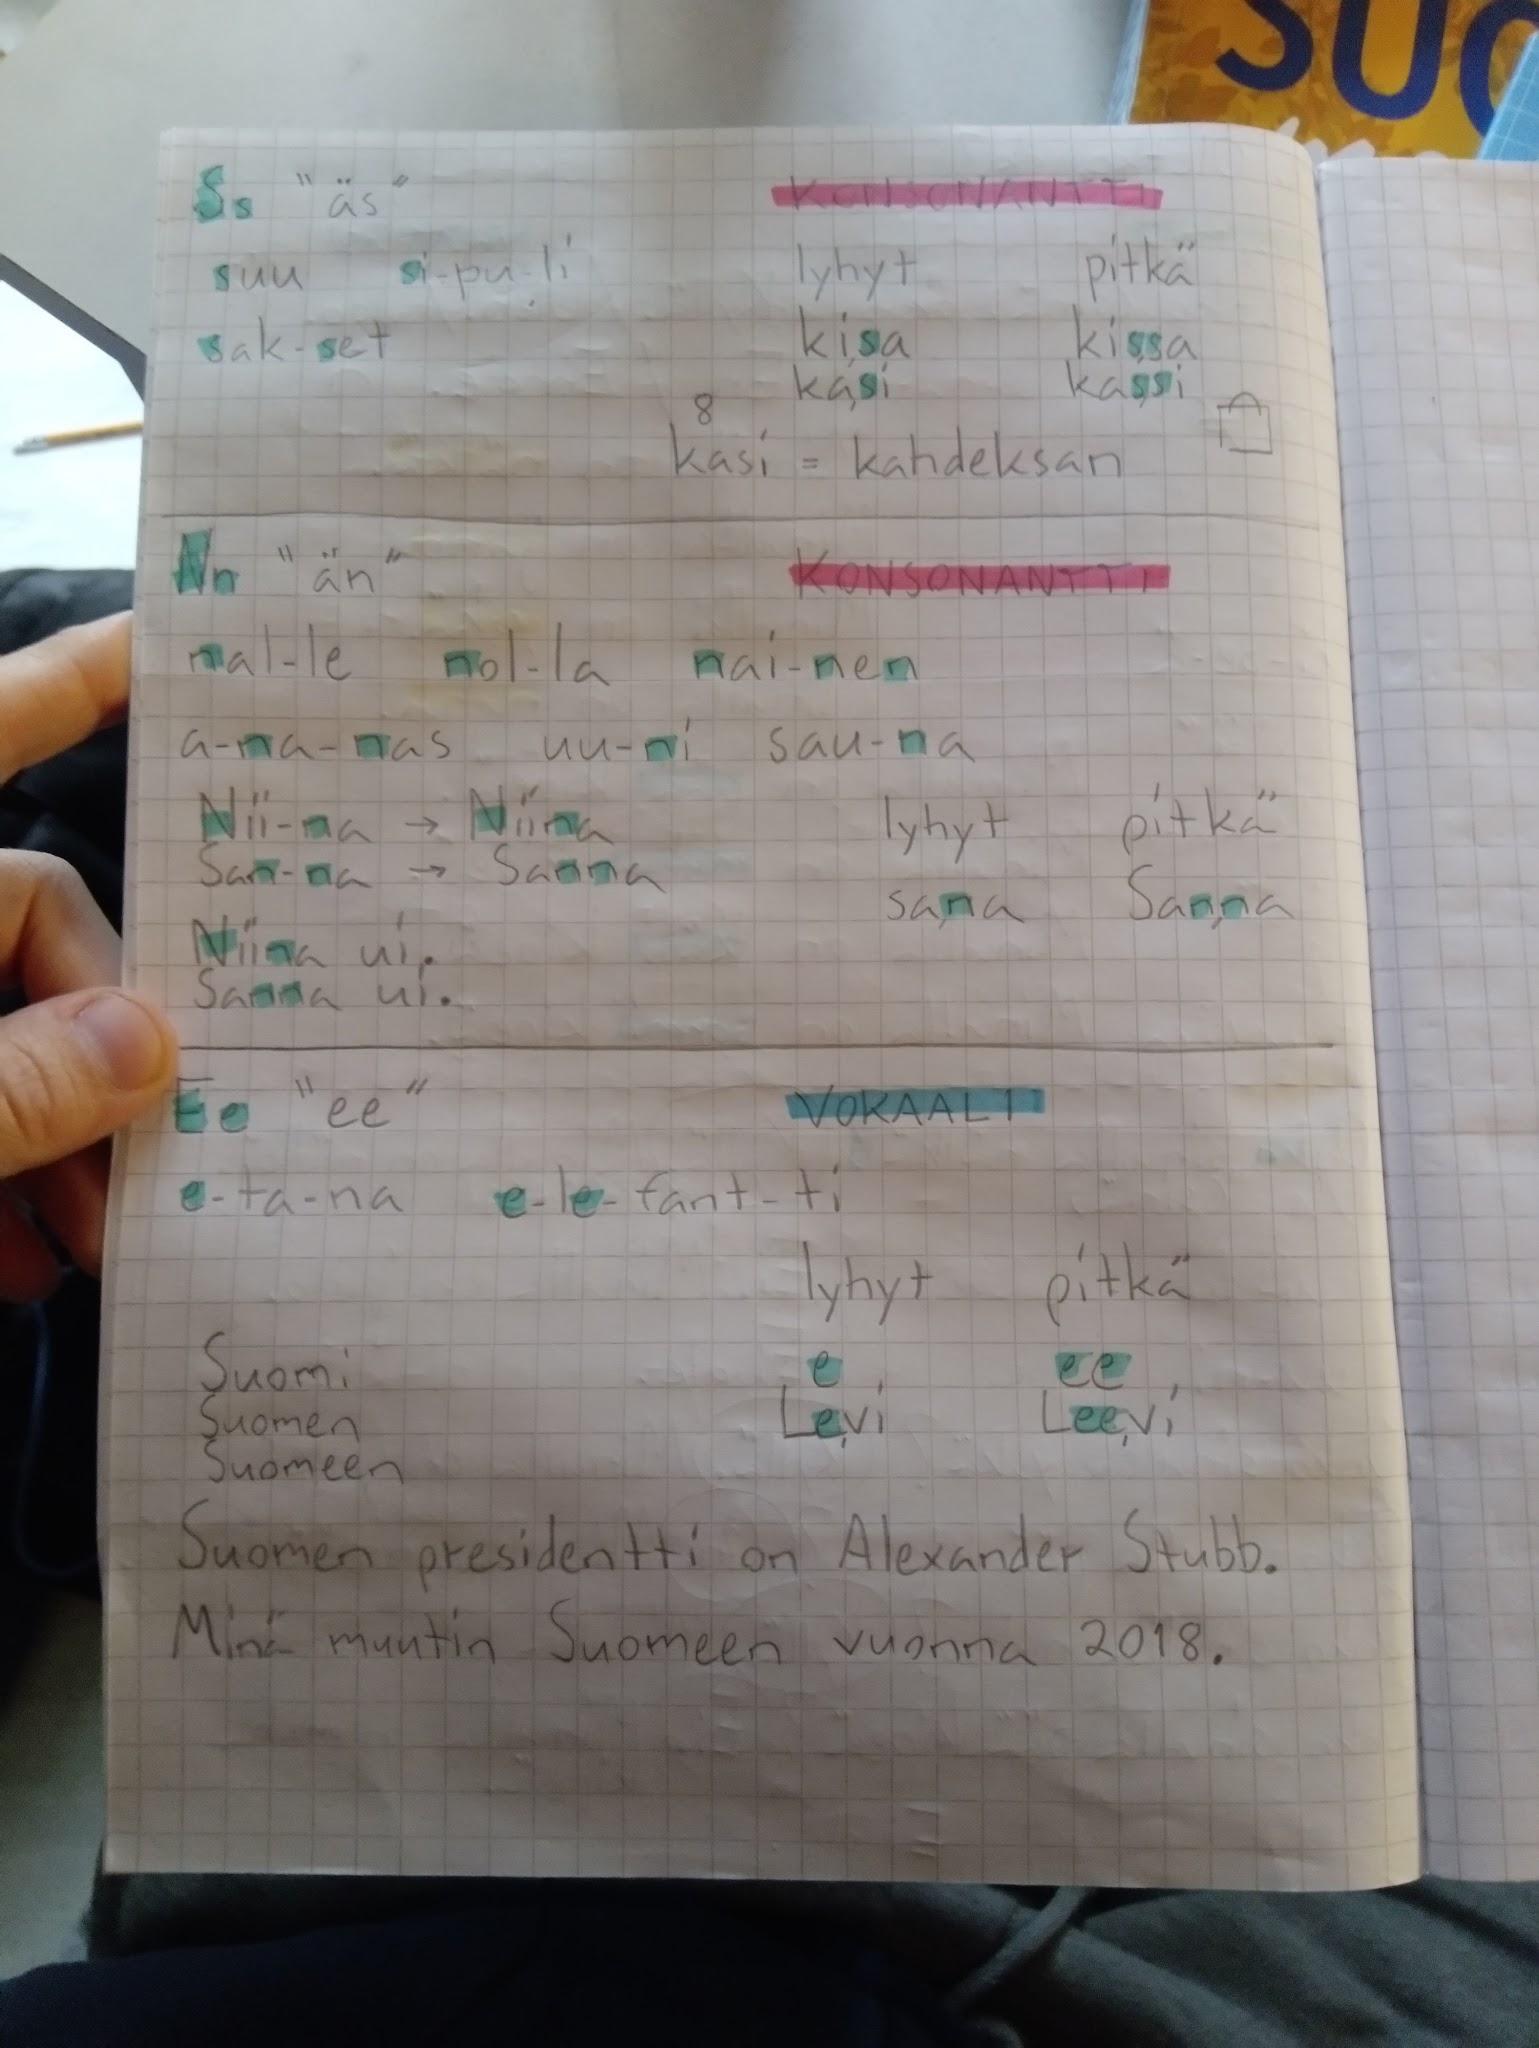 SUO
Ss "äs" KONSONANTTI
suu si-pu-li lyhyt pitkä
sak-set kisa kissa
kasi kassi
8
kasi = kahdeksan
Nn "än" KONSONANTTI
nal-le nol-la nai-nen
a-na-nas uu-ni sau-na
Nii-na → Niina lyhyt pitkä
San-na → Sanna sana Sanna
Niina ui.
Sanna ui.
Ee "ee" VOKAALI
e-ta-na e-le-fant-ti
lyhyt pitkä
Suomi e ee
Suomen Levi Leevi
Suomeen
Suomen presidentti on Alexander Stubb.
Minä muutin Suomeen vuonna 2018.